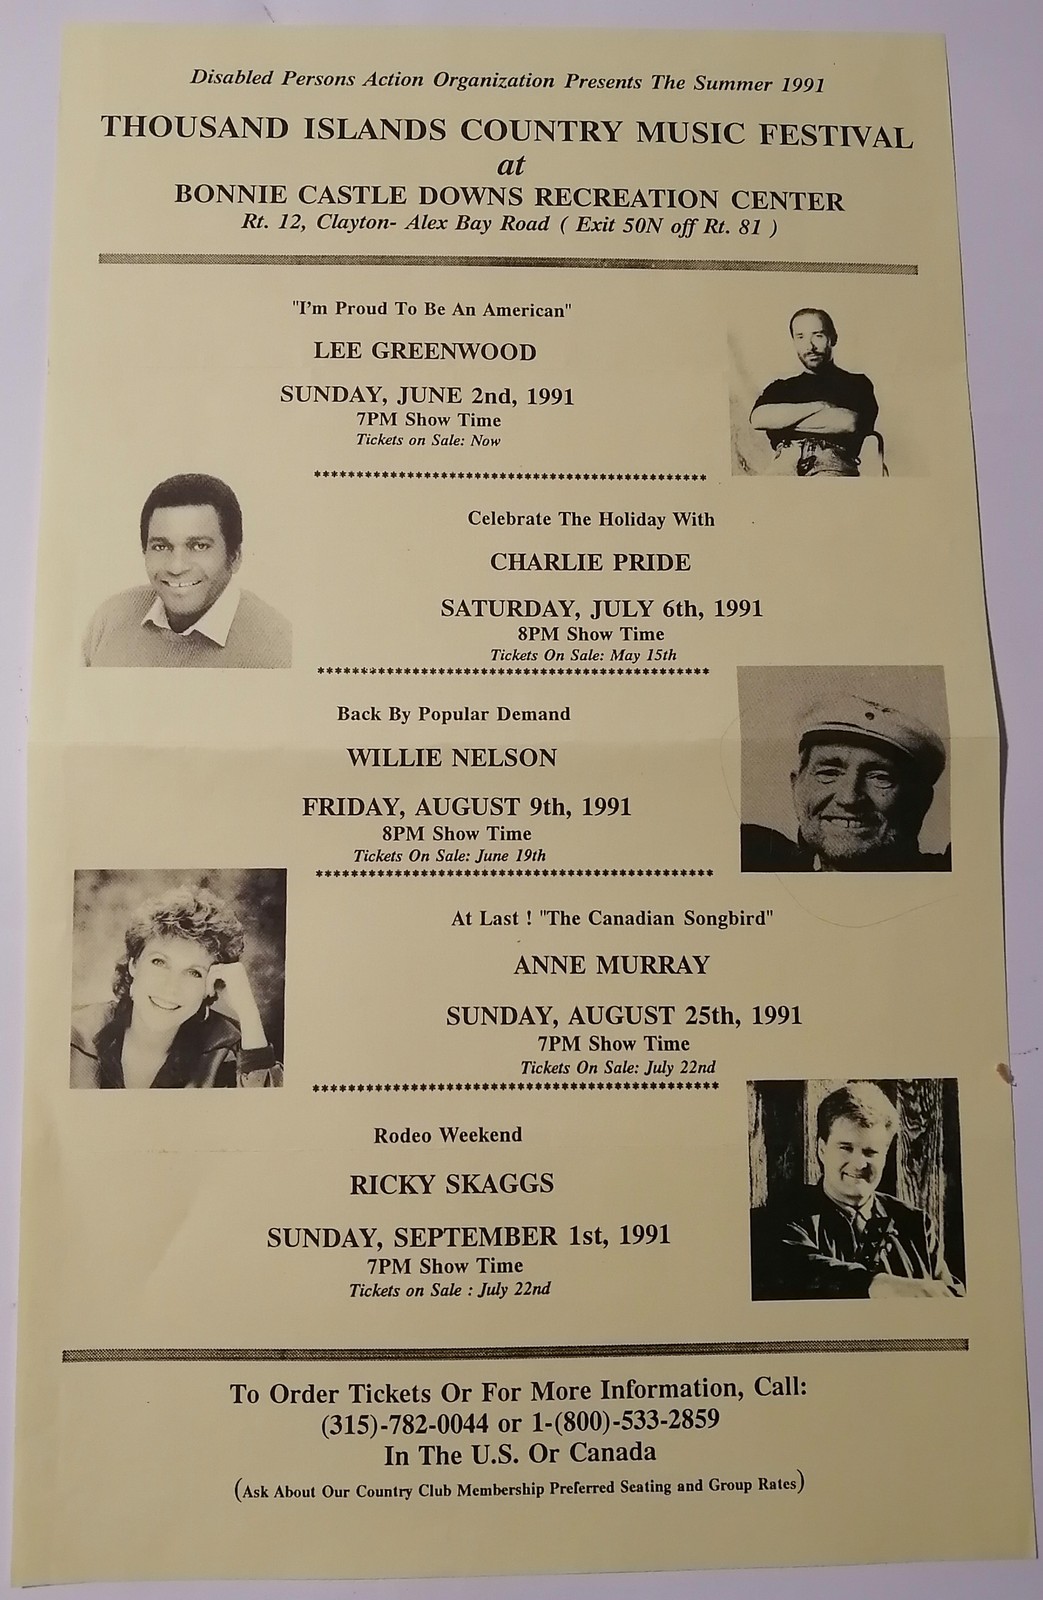 Disabled Persons Action Organization Presents The Summer 1991
THOUSAND ISLANDS COUNTRY MUSIC FESTIVAL
at
BONNIE CASTLE DOWNS RECREATION CENTER
Rt. 12, Clayton- Alex Bay Road ( Exit 50N off Rt. 81 )
"I'm Proud To Be An American"
LEE GREENWOOD
SUNDAY, JUNE 2nd, 1991
7PM Show Time
Tickets on Sale: Now
Celebrate The Holiday With
CHARLIE PRIDE
SATURDAY, JULY 6th, 1991
8PM Show Time
Tickets On Sale: May 15th
Back By Popular Demand
WILLIE NELSON
FRIDAY, AUGUST 9th, 1991
8PM Show Time
Tickets On Sale: June 19th
At Last ! "The Canadian Songbird"
ANNE MURRAY
SUNDAY, AUGUST 25th, 1991
7PM Show Time
Tickets On Sale: July 22nd
Rodeo Weekend
RICKY SKAGGS
SUNDAY, SEPTEMBER 1st, 1991
7PM Show Time
Tickets on Sale : July 22nd
To Order Tickets Or For More Information, Call:
(315)-782-0044 or 1-(800)-533-2859
In The U.S. Or Canada
(Ask About Our Country Club Membership Preferred Seating and Group Rates)